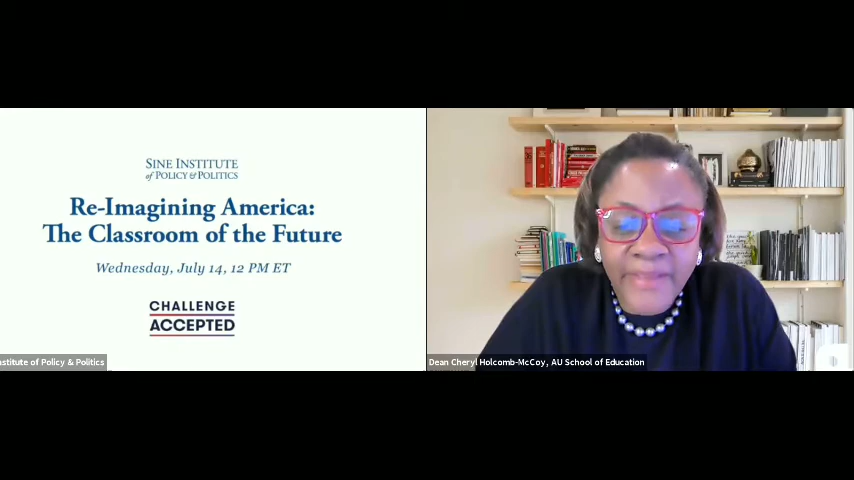 SINE INSTITUTE
of POLICY & POLITICS
Re-Imagining America:
The Classroom of the Future
Wednesday, July 14, 12 PM ET
CHALLENGE
ACCEPTED
nstitute of Policy & Politics
Dean Cheryl Holcomb-McCoy, AU School of Education